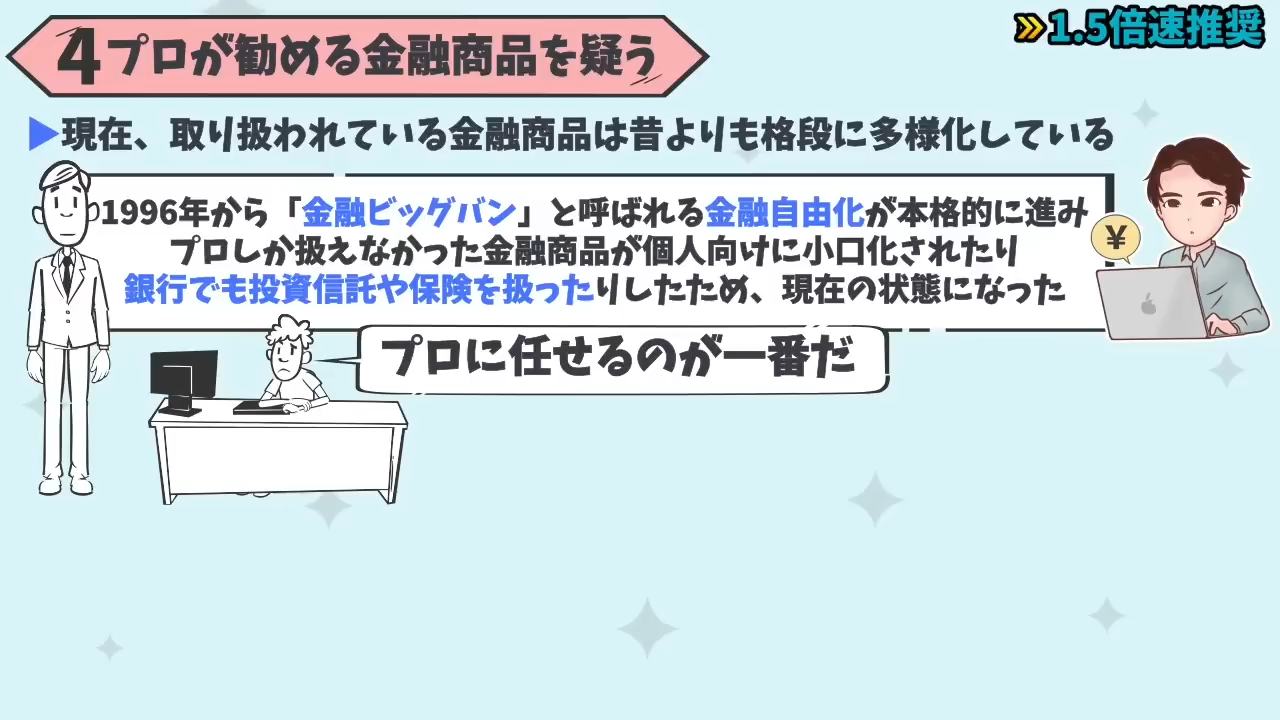 4 プロが勧める金融商品を疑う
1.5倍速推奨
▶現在、取り扱われている金融商品は昔よりも格段に多様化している
1996年から「金融ビッグバン」と呼ばれる金融自由化が本格的に進み
プロしか扱えなかった金融商品が個人向けに小口化されたり
銀行でも投資信託や保険を扱ったりしたため、現在の状態になった
¥
プロに任せるのが一番だ